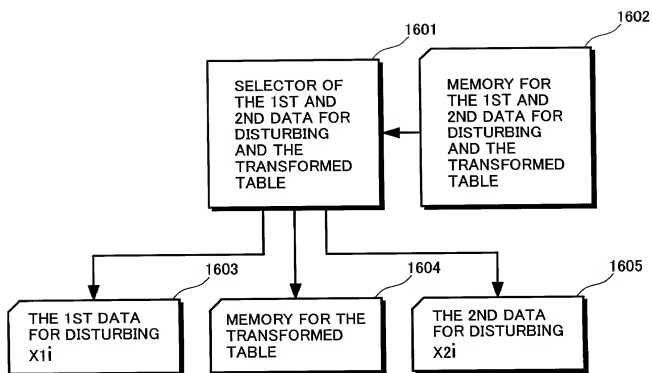 1601
1602
SELECTOR OF
THE 1ST AND
2ND DATA FOR
DISTURBING
AND THE
TRANSFORMED
TABLE
MEMORY FOR
THE 1ST AND
2ND DATA FOR
DISTURBING
AND THE
TRANSFORMED
TABLE
1603
1604
1605
THE 1ST DATA
FOR DISTURBING
X1i
MEMORY FOR THE
TRANSFORMED
TABLE
THE 2ND DATA
FOR DISTURBING
X2i